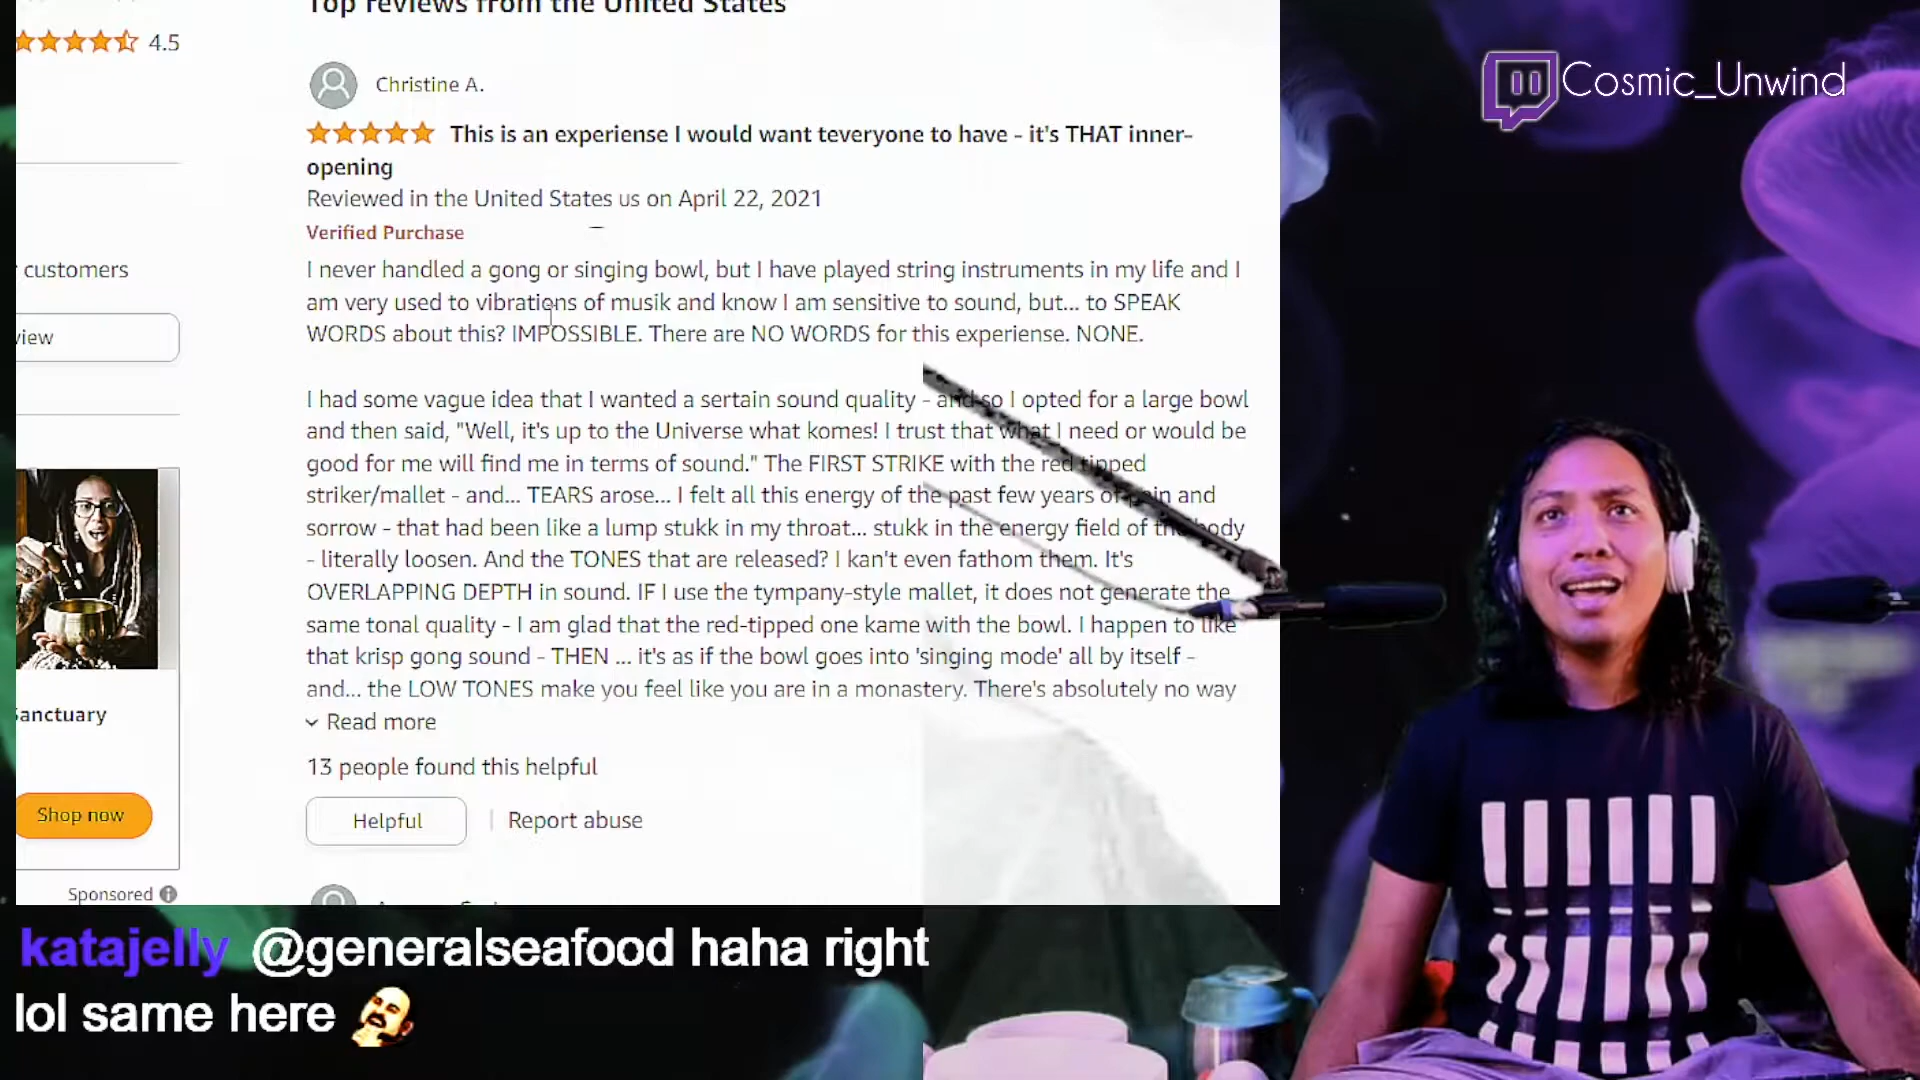 Top reviews from the United States
4.5
Cosmic_Unwind
Christine A.
This is an experiense I would want teveryone to have - it's THAT inner-
opening
Reviewed in the United States us on April 22, 2021
Verified Purchase
customers
I never handled a gong or singing bowl, but I have played string instruments in my life and I
am very used to vibrations of musik and know I am sensitive to sound, but... to SPEAK
WORDS about this? IMPOSSIBLE. There are NO WORDS for this experiense. NONE.
view
I had some vague idea that I wanted a sertain sound quality - and so I opted for a large bowl
and then said, "Well, it's up to the Universe what komes! I trust that what I need or would be
good for me will find me in terms of sound." The FIRST STRIKE with the red tipped
striker/mallet - and... TEARS arose... I felt all this energy of the past few years of pain and
sorrow - that had been like a lump stukk in my throat... stukk in the energy field of the body
- literally loosen. And the TONES that are released? I kan't even fathom them. It's
OVERLAPPING DEPTH in sound. IF I use the tympany-style mallet, it does not generate the
same tonal quality - I am glad that the red-tipped one kame with the bowl. I happen to like
that krisp gong sound - THEN ... it's as if the bowl goes into 'singing mode' all by itself -
and... the LOW TONES make you feel like you are in a monastery. There's absolutely no way
Read more
13 people found this helpful
Helpful
Report abuse
Sanctuary
Shop now
Sponsored
katajelly @generalseafood haha right
lol same here